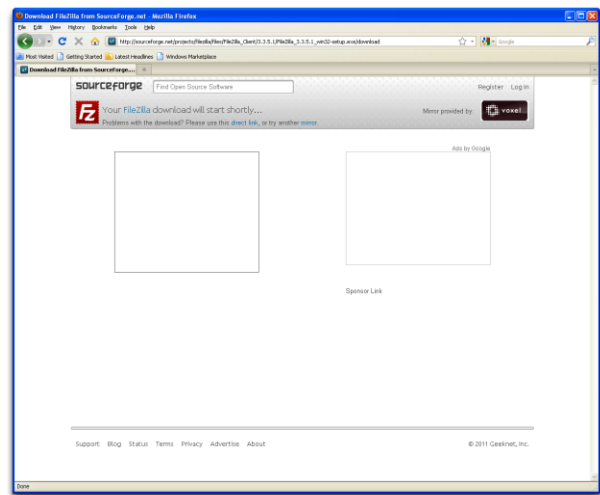 Download FileZilla from SourceForge.net - Mozilla Firefox
File Edit View History Bookmarks Tools Help
http://sourceforge.net/projects/filezilla/files/FileZilla_Client/3.3.5.1/FileZilla_3.3.5.1_win32-setup.exe/download
Google
Most Visited Getting Started Latest Headlines Windows Marketplace
Download FileZilla from SourceForge....
sourceforge Find Open Source Software Register Log In
Fz Your FileZilla download will start shortly... Mirror provided by voxel
Problems with the download? Please use this direct link, or try another mirror.
Ads by Google
Sponsor Link
Support Blog Status Terms Privacy Advertise About © 2011 Geeknet, Inc.
Done